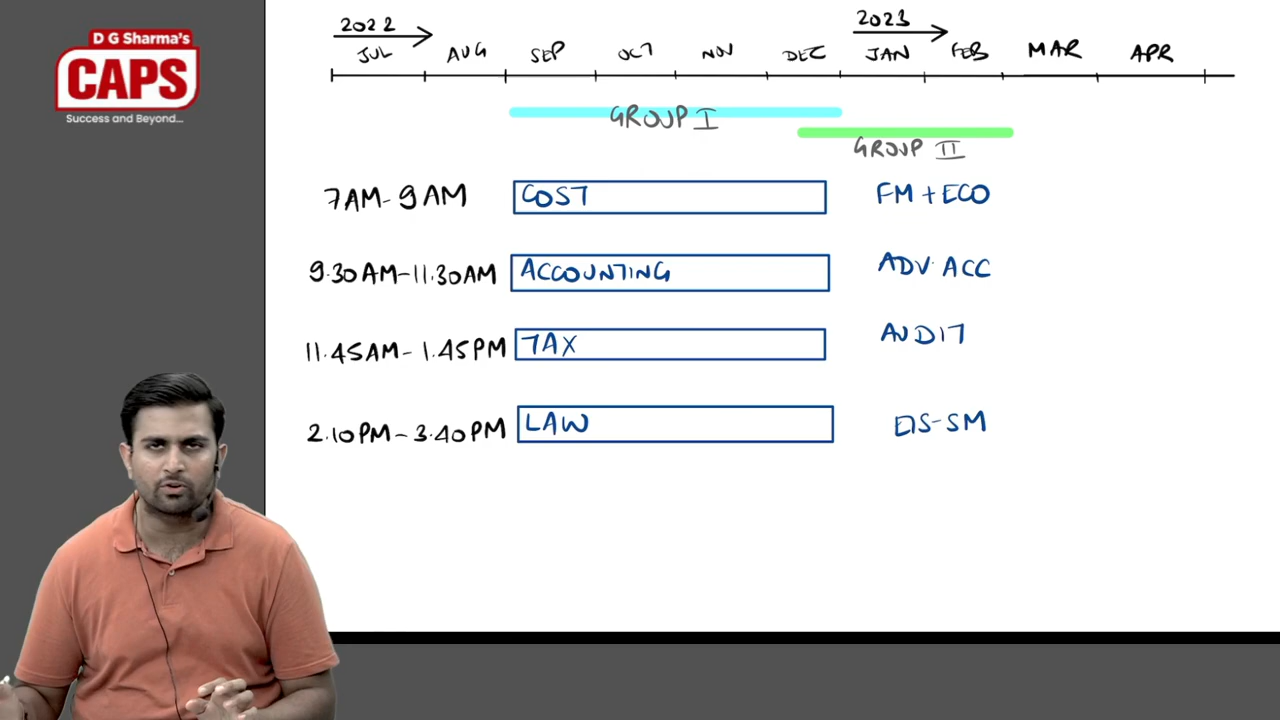 D G Sharma's
CAPS
Success and Beyond...
2022 2023
JUL AUG SEP OCT NOV DEC JAN FEB MAR APR
GROUP I
GROUP II
7AM-9AM COST FM + ECO
9.30AM-11.30AM ACCOUNTING ADV. ACC
11.45AM-1.45PM TAX AUDIT
2.10PM-3.40PM LAW EIS-SM